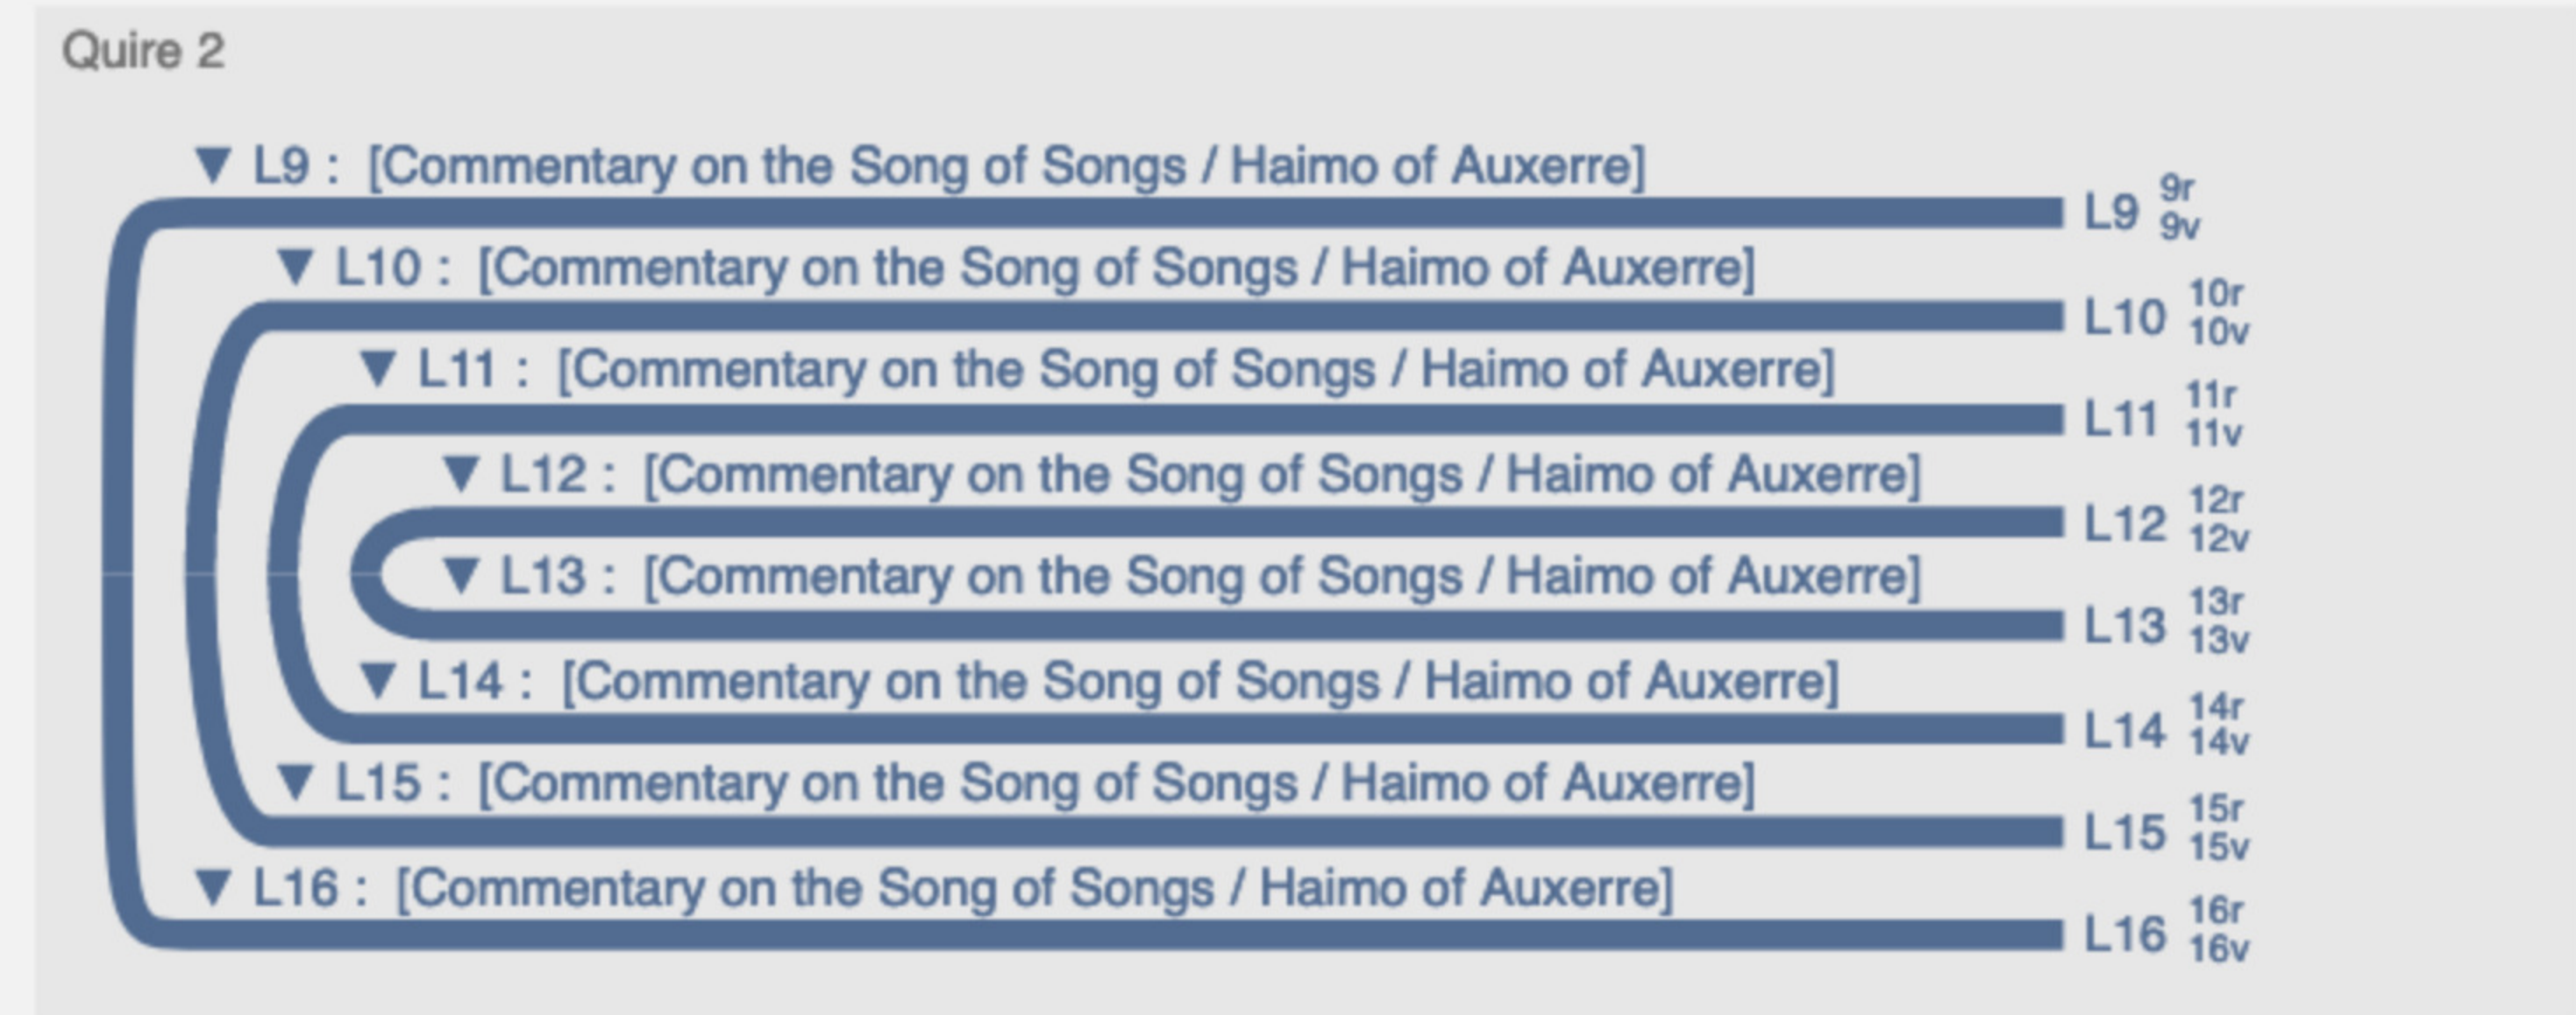 Quire 2
▼ L9 : [Commentary on the Song of Songs / Haimo of Auxerre]
L9 9r
9v
▼ L10 : [Commentary on the Song of Songs / Haimo of Auxerre]
L10 10r
10v
▼ L11 : [Commentary on the Song of Songs / Haimo of Auxerre]
L11 11r
11v
▼ L12 : [Commentary on the Song of Songs / Haimo of Auxerre]
L12 12r
12v
▼ L13 : [Commentary on the Song of Songs / Haimo of Auxerre]
L13 13r
13v
▼ L14 : [Commentary on the Song of Songs / Haimo of Auxerre]
L14 14r
14v
▼ L15 : [Commentary on the Song of Songs / Haimo of Auxerre]
L15 15r
15v
▼ L16 : [Commentary on the Song of Songs / Haimo of Auxerre]
L16 16r
16v